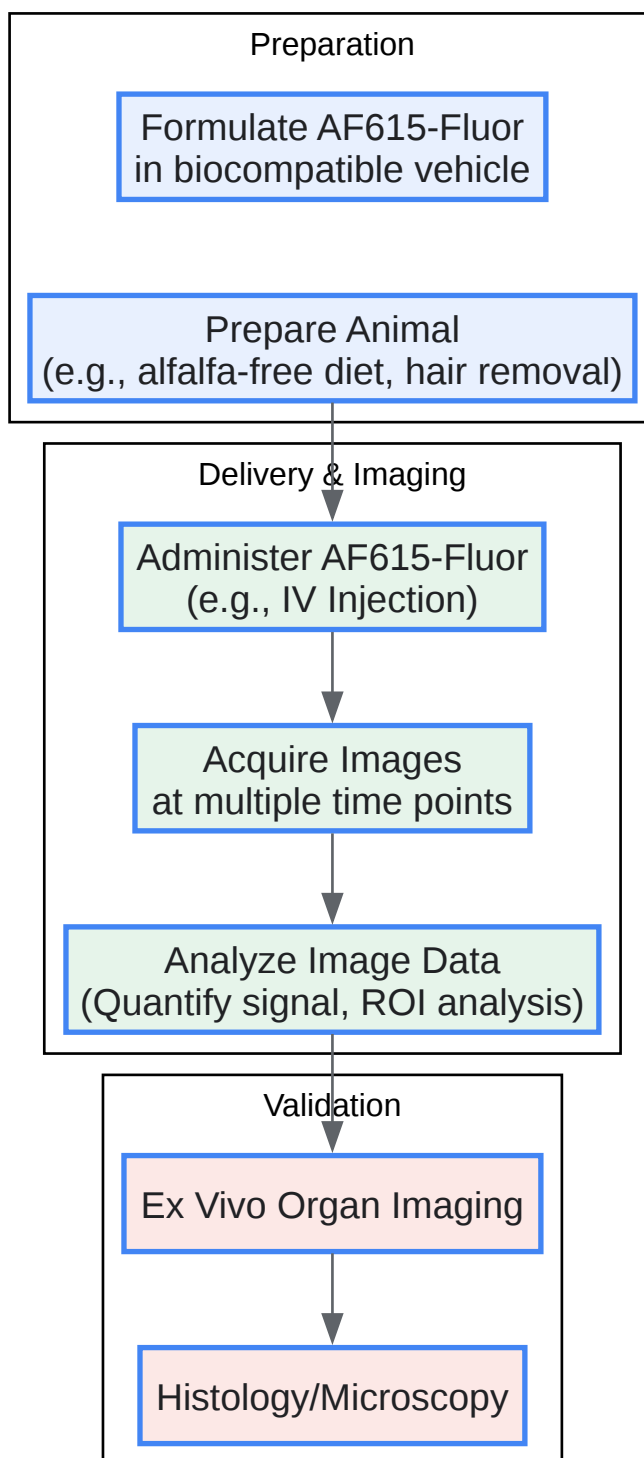 Preparation
Formulate AF615-Fluor
in biocompatible vehicle
Prepare Animal
(e.g., alfalfa-free diet, hair removal)
Delivery & Imaging
Administer AF615-Fluor
(e.g., IV Injection)
Acquire Images
at multiple time points
Analyze Image Data
(Quantify signal, ROI analysis)
Validation
Ex Vivo Organ Imaging
Histology/Microscopy